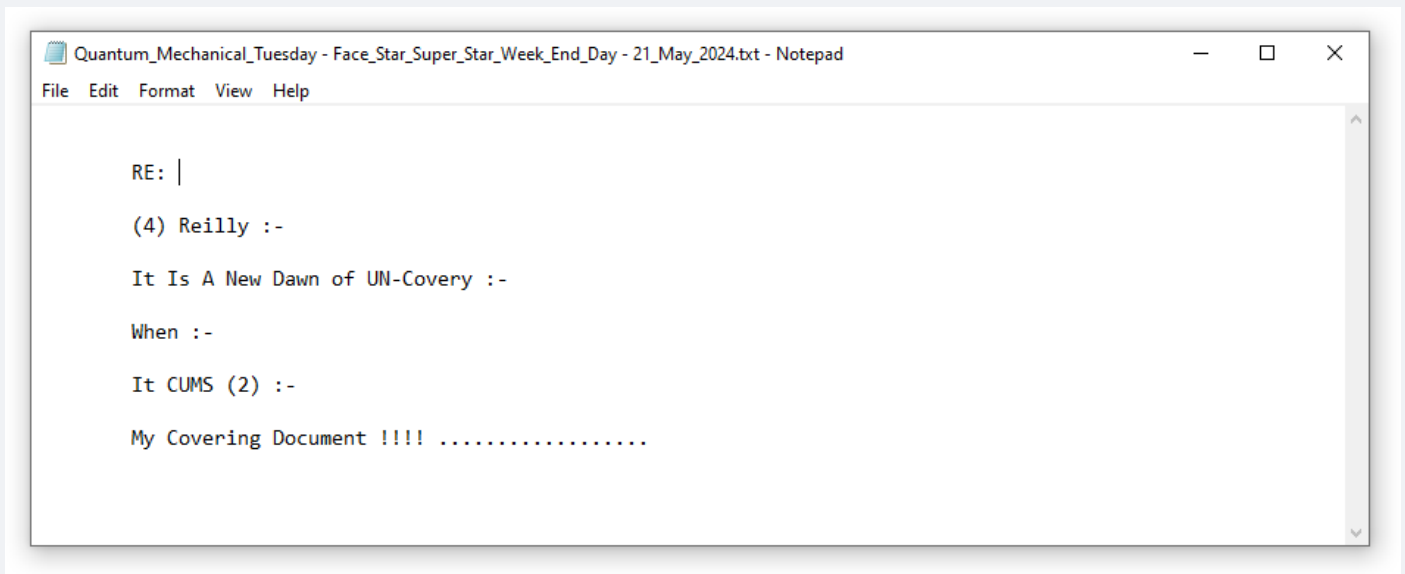 Quantum_Mechanical_Tuesday - Face_Star_Super_Star_Week_End_Day - 21_May_2024.txt - Notepad
File Edit Format View Help
RE:
(4) Reilly :-
It Is A New Dawn of UN-Covery :-
When :-
It CUMS (2) :-
My Covering Document !!!! ..................